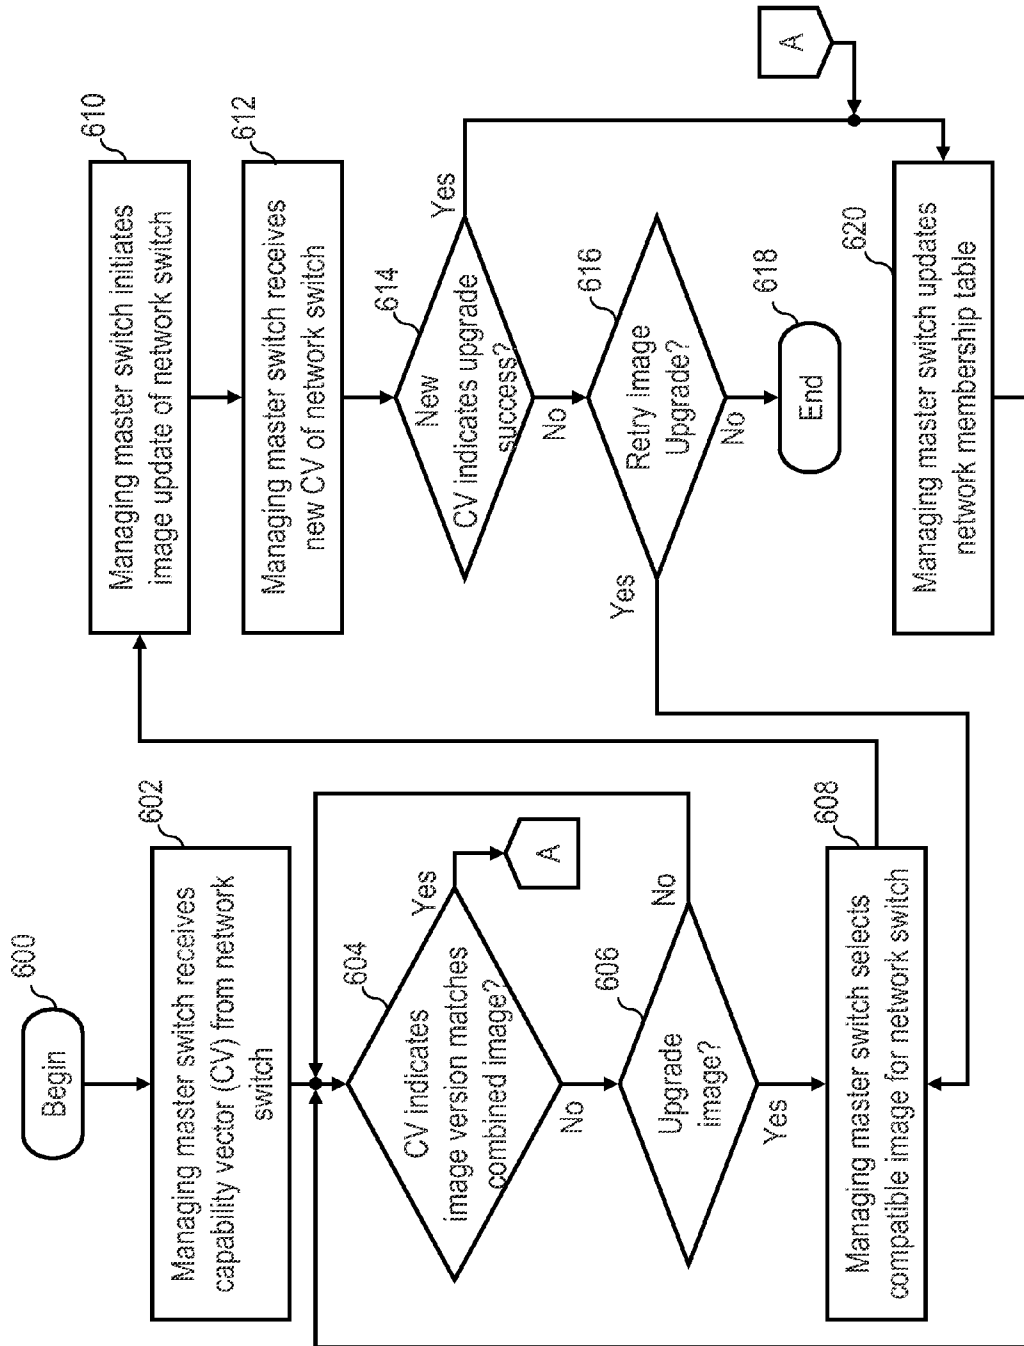 600
Begin
602
Managing master switch receives
capability vector (CV) from network
switch
604
CV indicates
image version matches
combined image?
Yes
A
No
606
Upgrade
image?
No
Yes
608
Managing master switch selects
compatible image for network switch
610
Managing master switch initiates
image update of network switch
612
Managing master switch receives
new CV of network switch
614
New
CV indicates upgrade
success?
Yes
No
616
Retry Image
Upgrade?
Yes
No
618
End
A
620
Managing master switch updates
network membership table